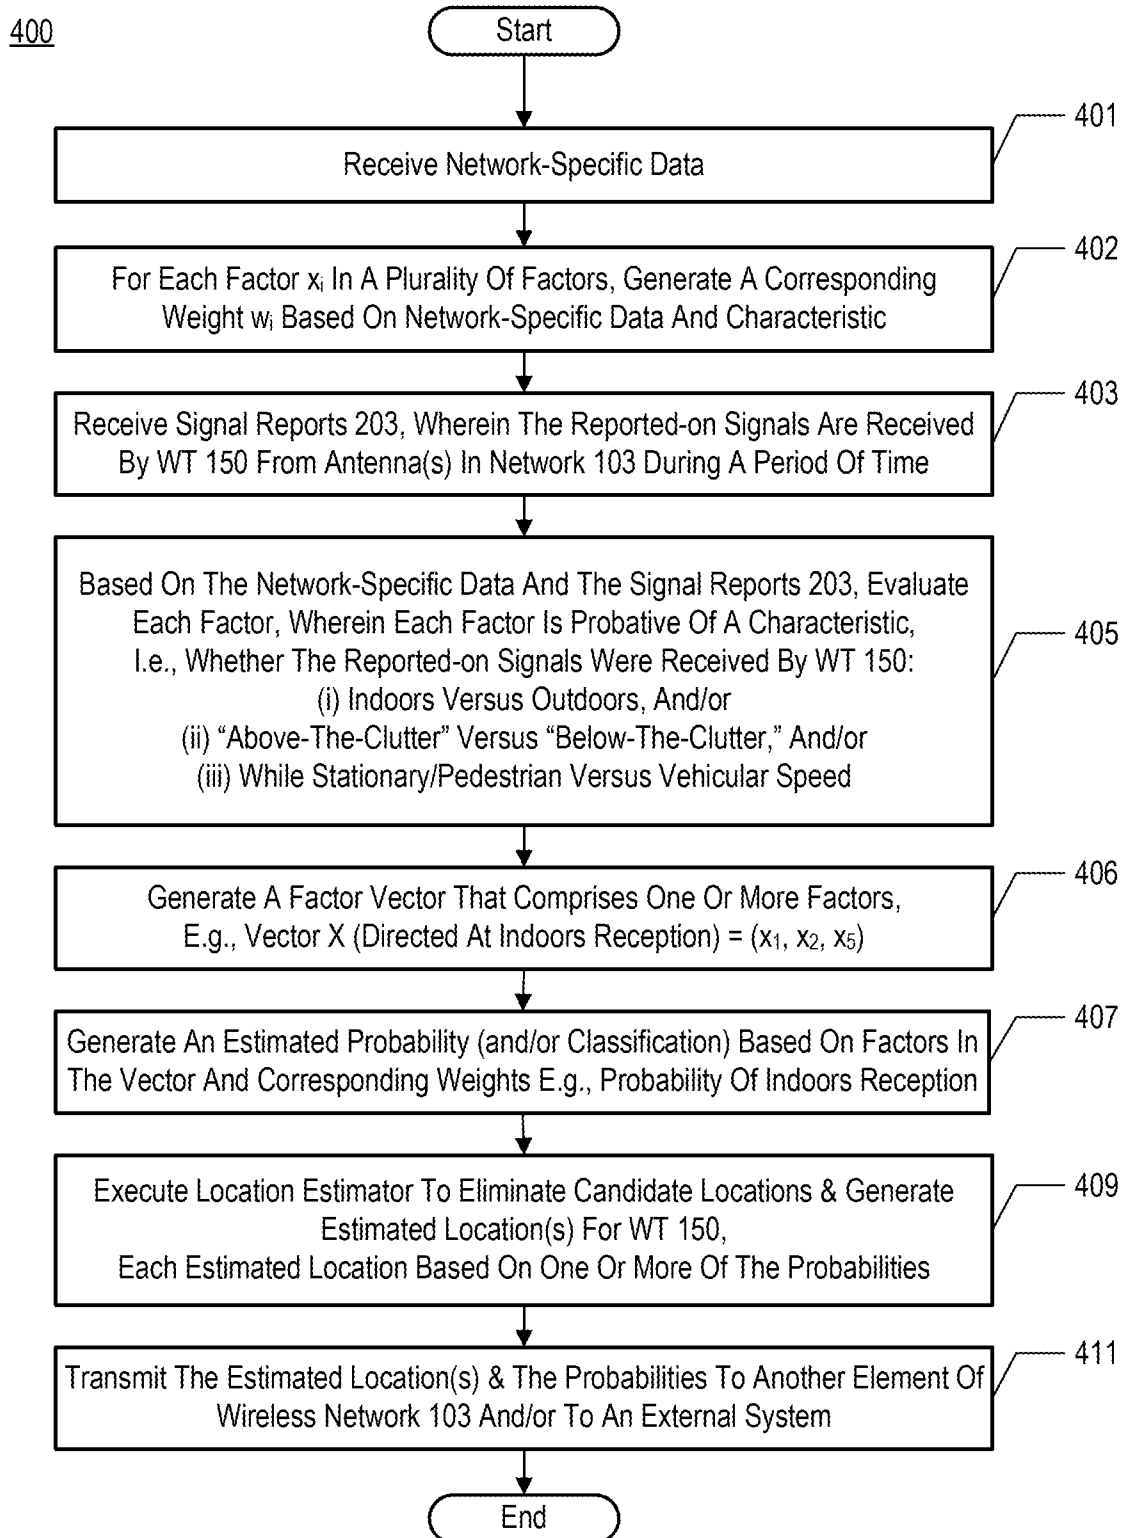 400
Start
401
Receive Network-Specific Data
402
For Each Factor xᵢ In A Plurality Of Factors, Generate A Corresponding
Weight wᵢ Based On Network-Specific Data And Characteristic
403
Receive Signal Reports 203, Wherein The Reported-on Signals Are Received
By WT 150 From Antenna(s) In Network 103 During A Period Of Time
405
Based On The Network-Specific Data And The Signal Reports 203, Evaluate
Each Factor, Wherein Each Factor Is Probative Of A Characteristic,
I.e., Whether The Reported-on Signals Were Received By WT 150:
(i) Indoors Versus Outdoors, And/or
(ii) “Above-The-Clutter” Versus “Below-The-Clutter,” And/or
(iii) While Stationary/Pedestrian Versus Vehicular Speed
406
Generate A Factor Vector That Comprises One Or More Factors,
E.g., Vector X (Directed At Indoors Reception) = (x₁, x₂, x₅)
407
Generate An Estimated Probability (and/or Classification) Based On Factors In
The Vector And Corresponding Weights E.g., Probability Of Indoors Reception
409
Execute Location Estimator To Eliminate Candidate Locations & Generate
Estimated Location(s) For WT 150,
Each Estimated Location Based On One Or More Of The Probabilities
411
Transmit The Estimated Location(s) & The Probabilities To Another Element Of
Wireless Network 103 And/or To An External System
End